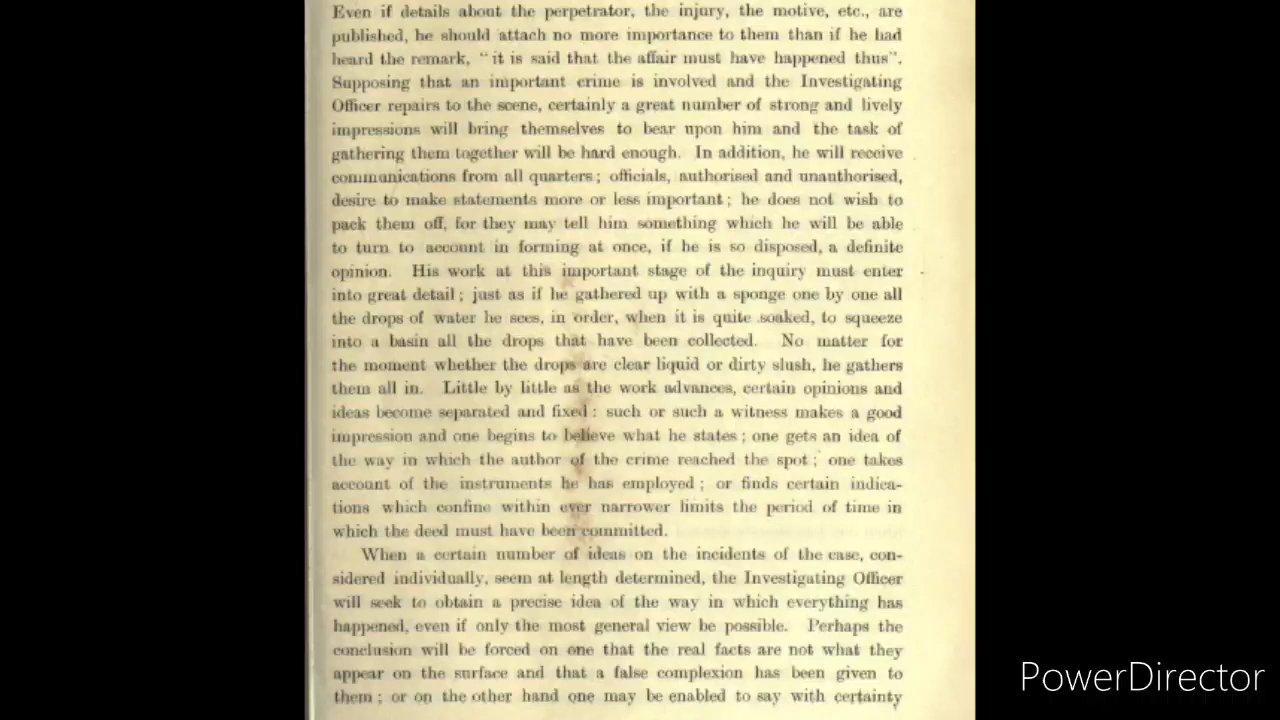 Even if details about the perpetrator, the injury, the motive, etc., are
published, he should attach no more importance to them than if he had
heard the remark, "it is said that the affair must have happened thus".
Supposing that an important crime is involved and the Investigating
Officer repairs to the scene, certainly a great number of strong and lively
impressions will bring themselves to bear upon him and the task of
gathering them together will be hard enough. In addition, he will receive
communications from all quarters; officials, authorised and unauthorised,
desire to make statements more or less important; he does not wish to
pack them off, for they may tell him something which he will be able
to turn to account in forming at once, if he is so disposed, a definite
opinion. His work at this important stage of the inquiry must enter
into great detail; just as if he gathered up with a sponge one by one all
the drops of water he sees, in order, when it is quite soaked, to squeeze
into a basin all the drops that have been collected. No matter for
the moment whether the drops are clear liquid or dirty slush, he gathers
them all in. Little by little as the work advances, certain opinions and
ideas become separated and fixed: such or such a witness makes a good
impression and one begins to believe what he states; one gets an idea of
the way in which the author of the crime reached the spot; one takes
account of the instruments he has employed; or finds certain indica-
tions which confine within ever narrower limits the period of time in
which the deed must have been committed.
When a certain number of ideas on the incidents of the case, con-
sidered individually, seem at length determined, the Investigating Officer
will seek to obtain a precise idea of the way in which everything has
happened, even if only the most general view be possible. Perhaps the
conclusion will be forced on one that the real facts are not what they
appear on the surface and that a false complexion has been given to
them; or on the other hand one may be enabled to say with certainty
PowerDirector